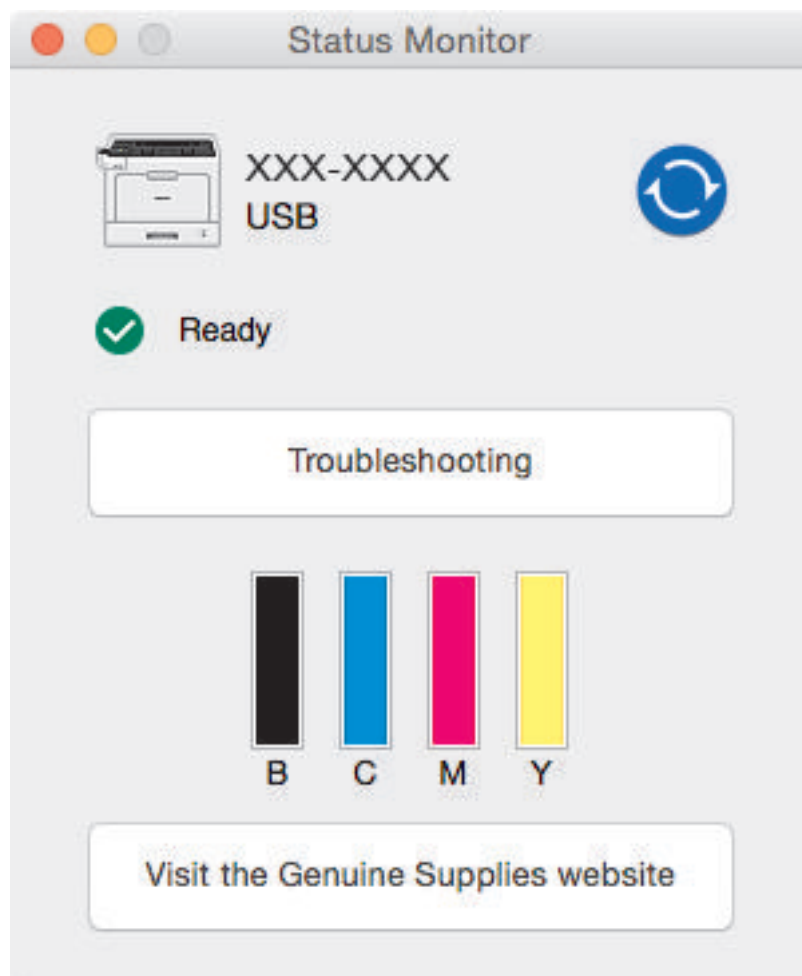 Status Monitor
XXX-XXXX
USB
Ready
Troubleshooting
B C M Y
Visit the Genuine Supplies website